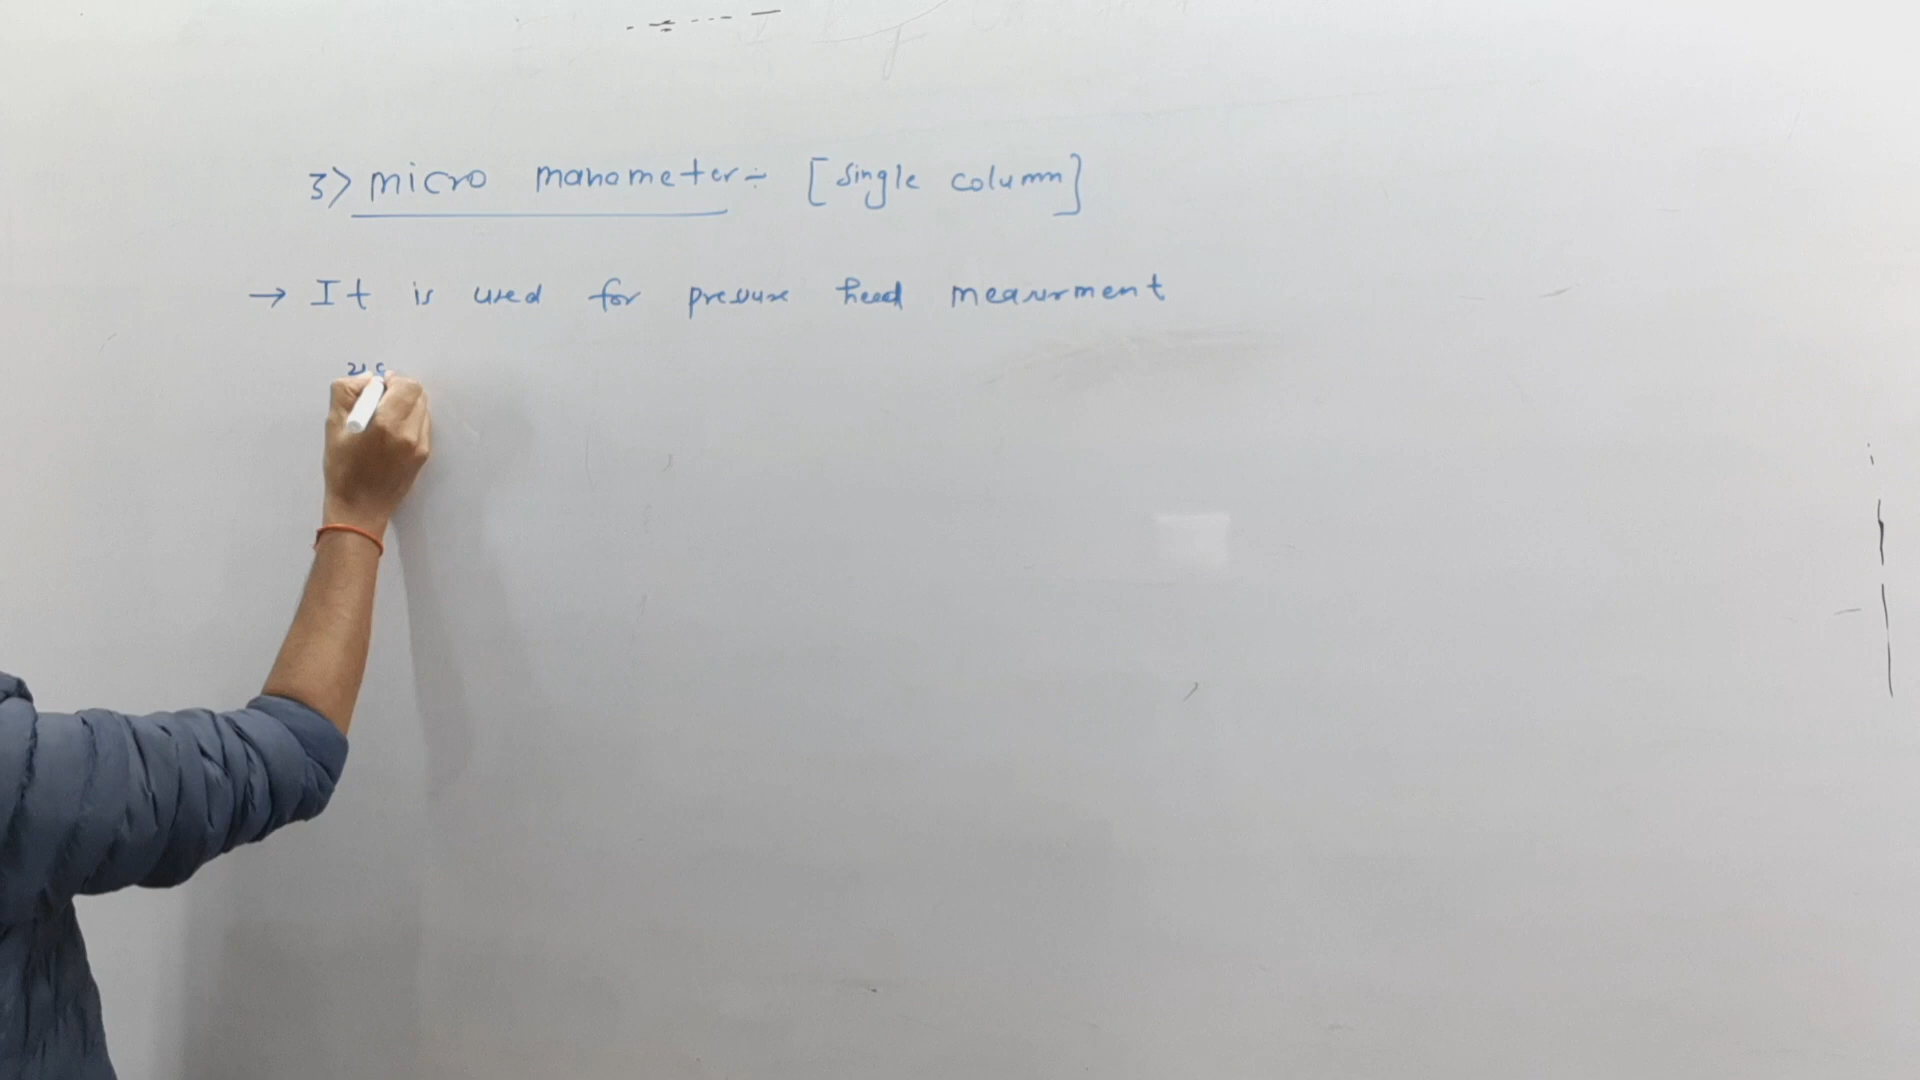 3> micro manometer:- [single column]
→ It is used for pressure head measurment